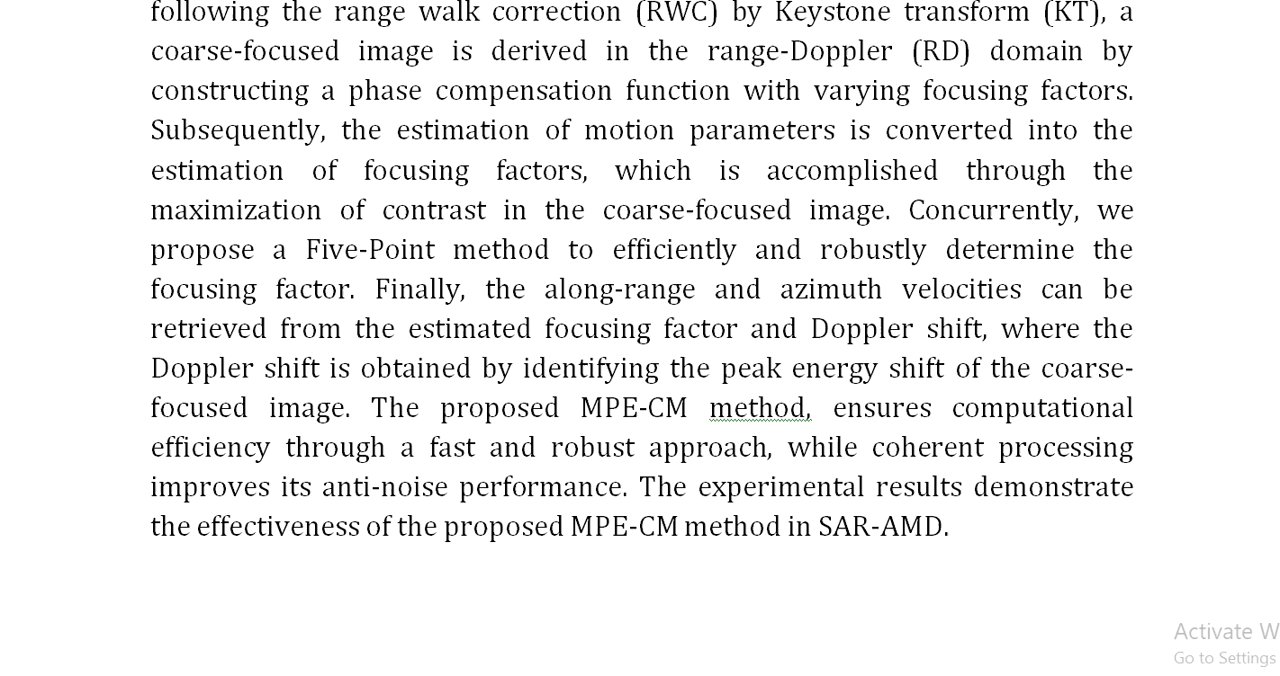 following the range walk correction (RWC) by Keystone transform (KT), a
coarse-focused image is derived in the range-Doppler (RD) domain by
constructing a phase compensation function with varying focusing factors.
Subsequently, the estimation of motion parameters is converted into the
estimation of focusing factors, which is accomplished through the
maximization of contrast in the coarse-focused image. Concurrently, we
propose a Five-Point method to efficiently and robustly determine the
focusing factor. Finally, the along-range and azimuth velocities can be
retrieved from the estimated focusing factor and Doppler shift, where the
Doppler shift is obtained by identifying the peak energy shift of the coarse-
focused image. The proposed MPE-CM method, ensures computational
efficiency through a fast and robust approach, while coherent processing
improves its anti-noise performance. The experimental results demonstrate
the effectiveness of the proposed MPE-CM method in SAR-AMD.
Activate W
Go to Settings